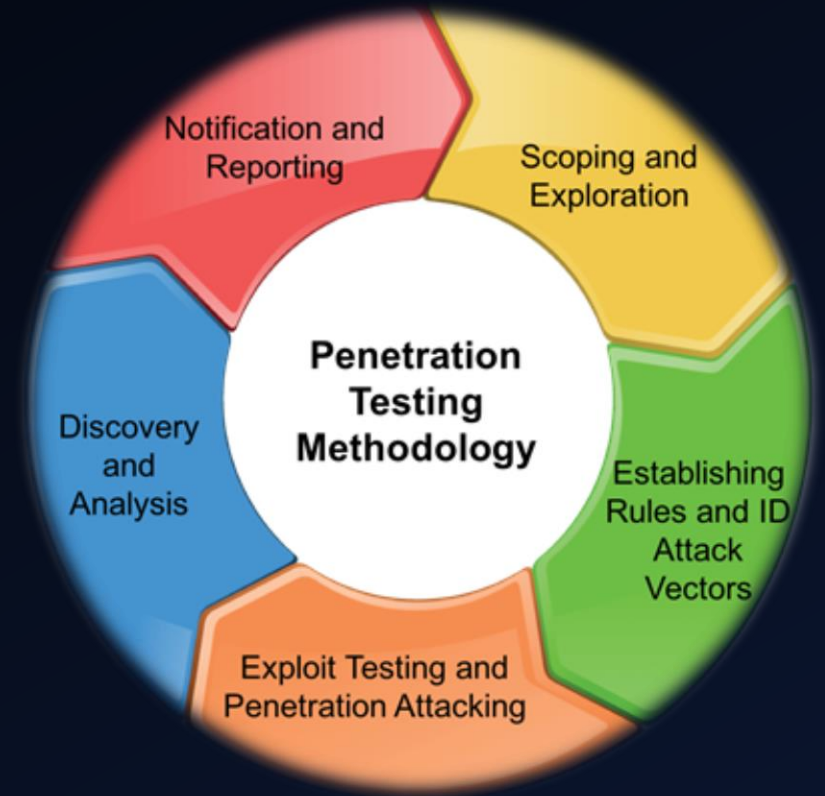 Notification and
Reporting
Scoping and
Exploration
Penetration
Testing
Methodology
Discovery
and
Analysis
Establishing
Rules and ID
Attack
Vectors
Exploit Testing and
Penetration Attacking